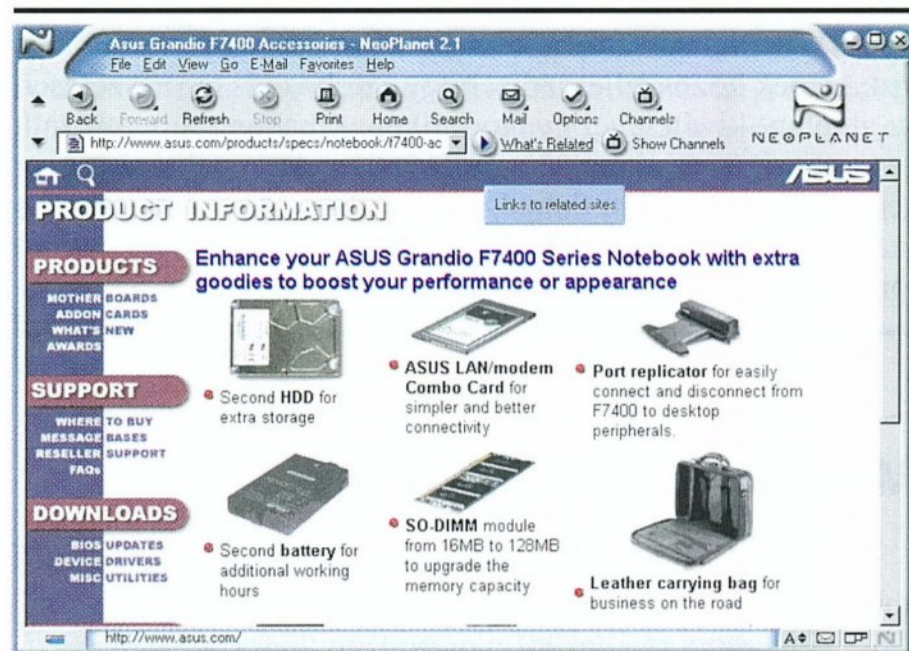 Asus Grandio F7400 Accessories - NeoPlanet 2.1
File Edit View Go E-Mail Favorites Help
Back Forward Refresh Stop Print Home Search Mail Options Channels
NEOPLANET
http://www.asus.com/products/specs/notebook/f7400-ac What's Related Show Channels
ASUS
PRODUCT INFORMATION
Links to related sites
PRODUCTS
MOTHER BOARDS
ADDON CARDS
WHAT'S NEW
AWARDS
SUPPORT
WHERE TO BUY
MESSAGE BASES
RESELLER SUPPORT
FAQs
DOWNLOADS
BIOS UPDATES
DEVICE DRIVERS
MISC UTILITIES
Enhance your ASUS Grandio F7400 Series Notebook with extra
goodies to boost your performance or appearance
Second HDD for
extra storage
ASUS LAN/modem
Combo Card for
simpler and better
connectivity
Port replicator for easily
connect and disconnect from
F7400 to desktop
peripherals.
Second battery for
additional working
hours
SO-DIMM module
from 16MB to 128MB
to upgrade the
memory capacity
Leather carrying bag for
business on the road
http://www.asus.com/
A